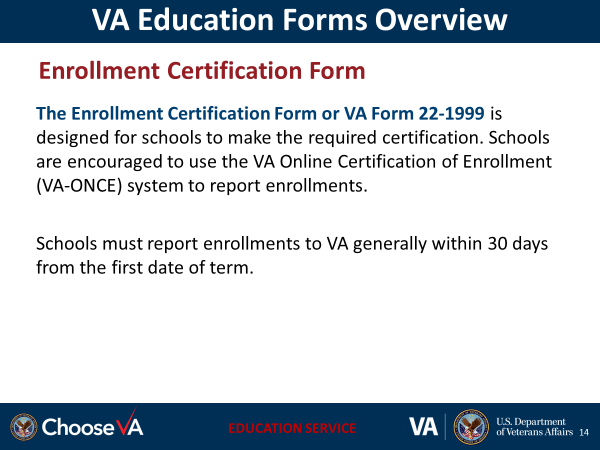 VA Education Forms Overview
Enrollment Certification Form
The Enrollment Certification Form or VA Form 22-1999 is
designed for schools to make the required certification. Schools
are encouraged to use the VA Online Certification of Enrollment
(VA-ONCE) system to report enrollments.
Schools must report enrollments to VA generally within 30 days
from the first date of term.
ChooseVA
EDUCATION SERVICE
VA
U.S. Department
of Veterans Affairs
14